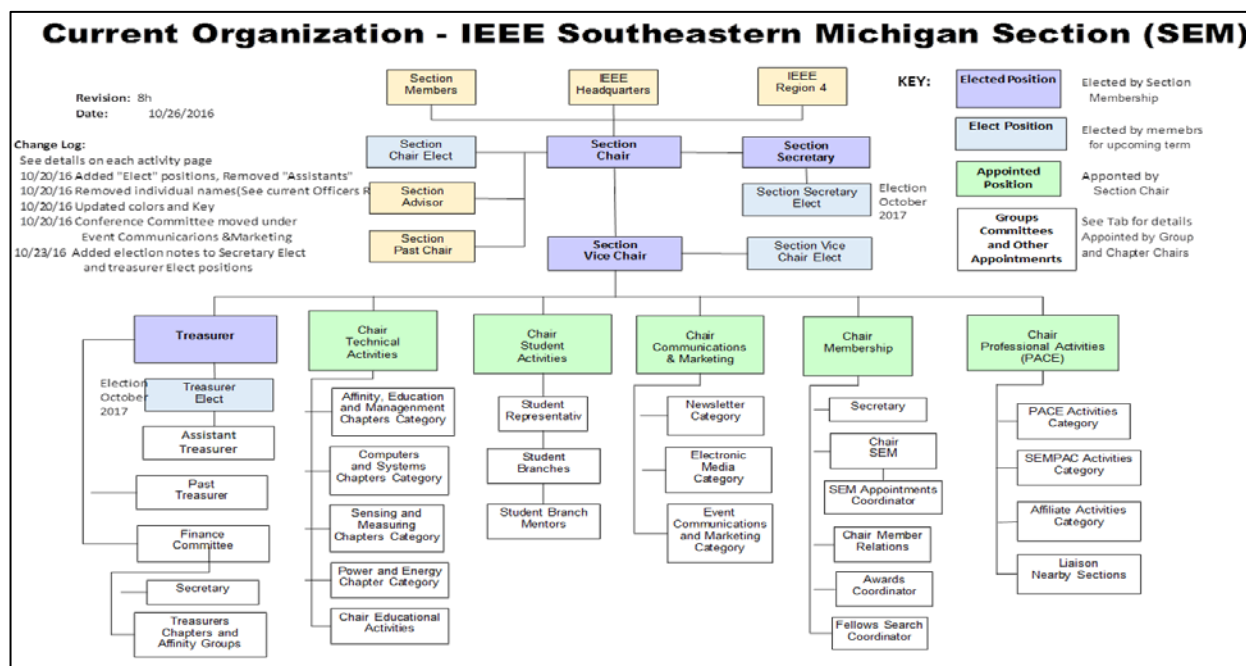 Current Organization - IEEE Southeastern Michigan Section (SEM)
Revision: 8h
Date: 10/26/2016
Change Log:
See details on each activity page
10/20/16 Added "Elect" positions, Removed "Assistants"
10/20/16 Removed individual names(See current Officers R
10/20/16 Updated colors and Key
10/20/16 Conference Committee moved under
Event Communicarions &Marketing
10/23/16 Added election notes to Secretary Elect
and treasurer Elect positions
Section
Members
IEEE
Headquarters
IEEE
Region 4
Section
Chair Elect
Section
Chair
Section
Secretary
Section
Advisor
Section Secretary
Elect
Election
October
2017
Section
Past Chair
Section
Vice Chair
Section Vice
Chair Elect
KEY:
Elected Position
Elected by Section
Membership
Elect Position
Elected by memebrs
for upcoming term
Appointed
Position
Apponted by
Section Chair
Groups
Committees
and Other
Appointmenrts
See Tab for details
Appointed by Group
and Chapter Chairs
Treasurer
Election
October
2017
Treasurer
Elect
Assistant
Treasurer
Past
Treasurer
Finance
Committee
Secretary
Treasurers
Chapters and
Affinity Groups
Chair
Technical
Activities
Affinity, Education
and Managenment
Chapters Category
Computers
and Systems
Chapters Category
Sensing and
Measuring
Chapters Category
Power and Energy
Chapter Category
Chair Educational
Activities
Chair
Student
Activities
Student
Representativ
Student
Branches
Student Branch
Mentors
Chair
Communications
& Marketing
Newsletter
Category
Electronic
Media
Category
Event
Communications
and Marketing
Category
Chair
Membership
Secretary
Chair
SEM
SEM Appointments
Coordinator
Chair Member
Relations
Awards
Coordinator
Fellows Search
Coordinator
Chair
Professional Activities
(PACE)
PACE Activities
Category
SEMPAC Activities
Category
Affiliate Activities
Category
Liaison
Nearby Sections